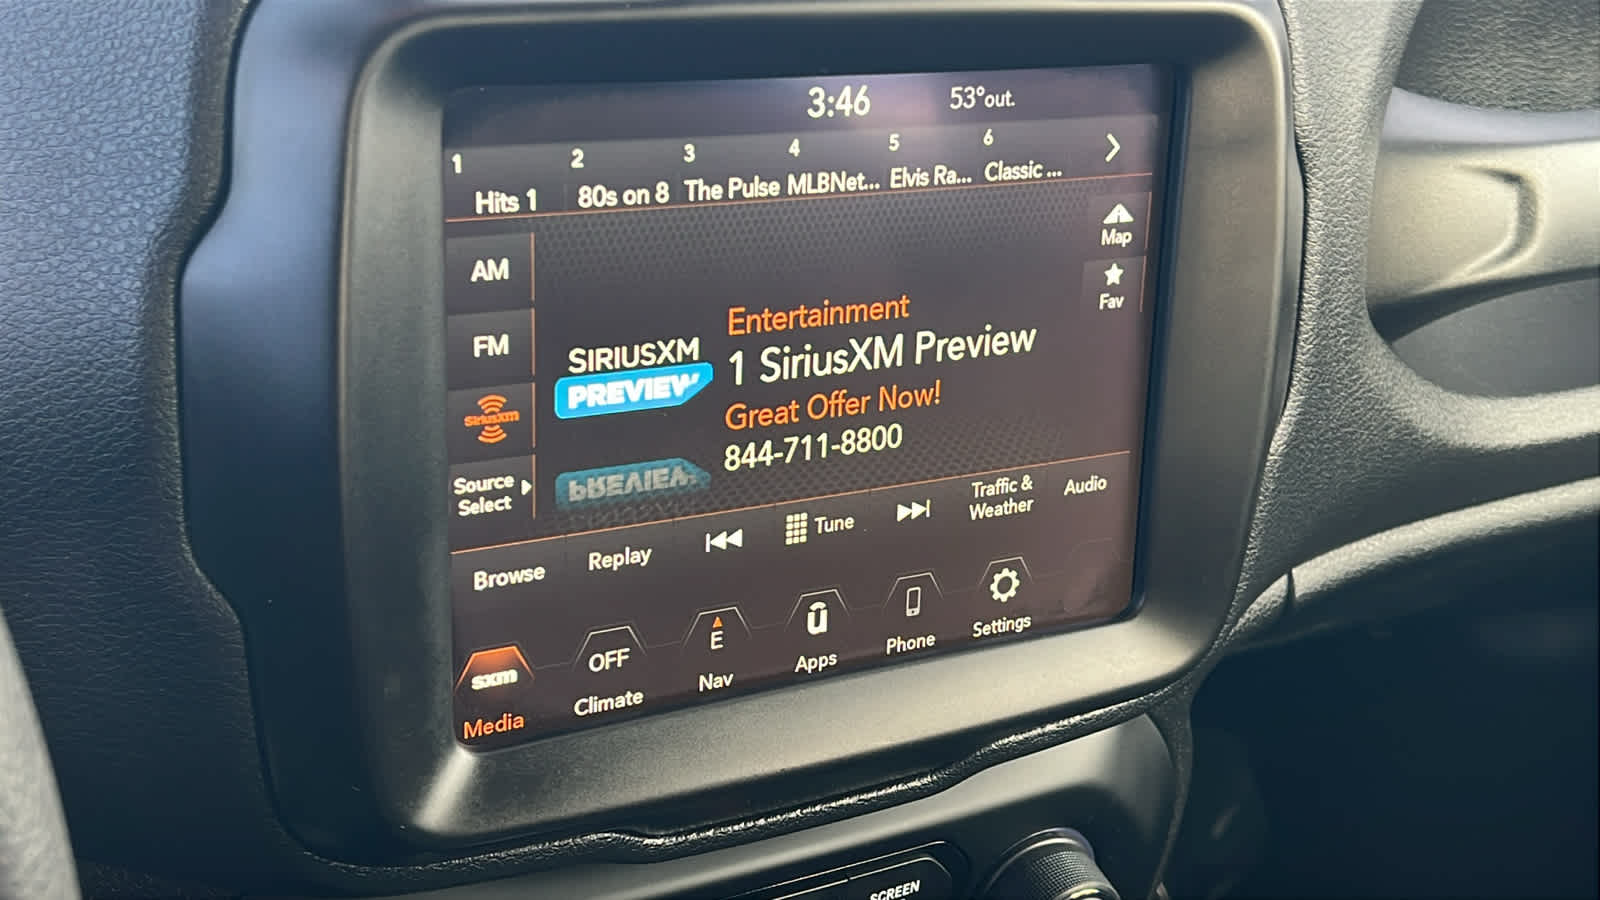 3:46 53°out.
1 2 3 4 5 6
Hits 1 80s on 8 The Pulse MLBNet... Elvis Ra... Classic ...
Map
AM
Fav
Entertainment
FM
SIRIUSXM
1 SiriusXM Preview
PREVIEW
Great Offer Now!
SiriusXM
844-711-8800
PREVIEW
Source
Select
Browse
Replay
Tune
Traffic &
Weather
Audio
sxm
OFF
E
Media
Climate
Nav
Apps
Phone
Settings
SCREEN